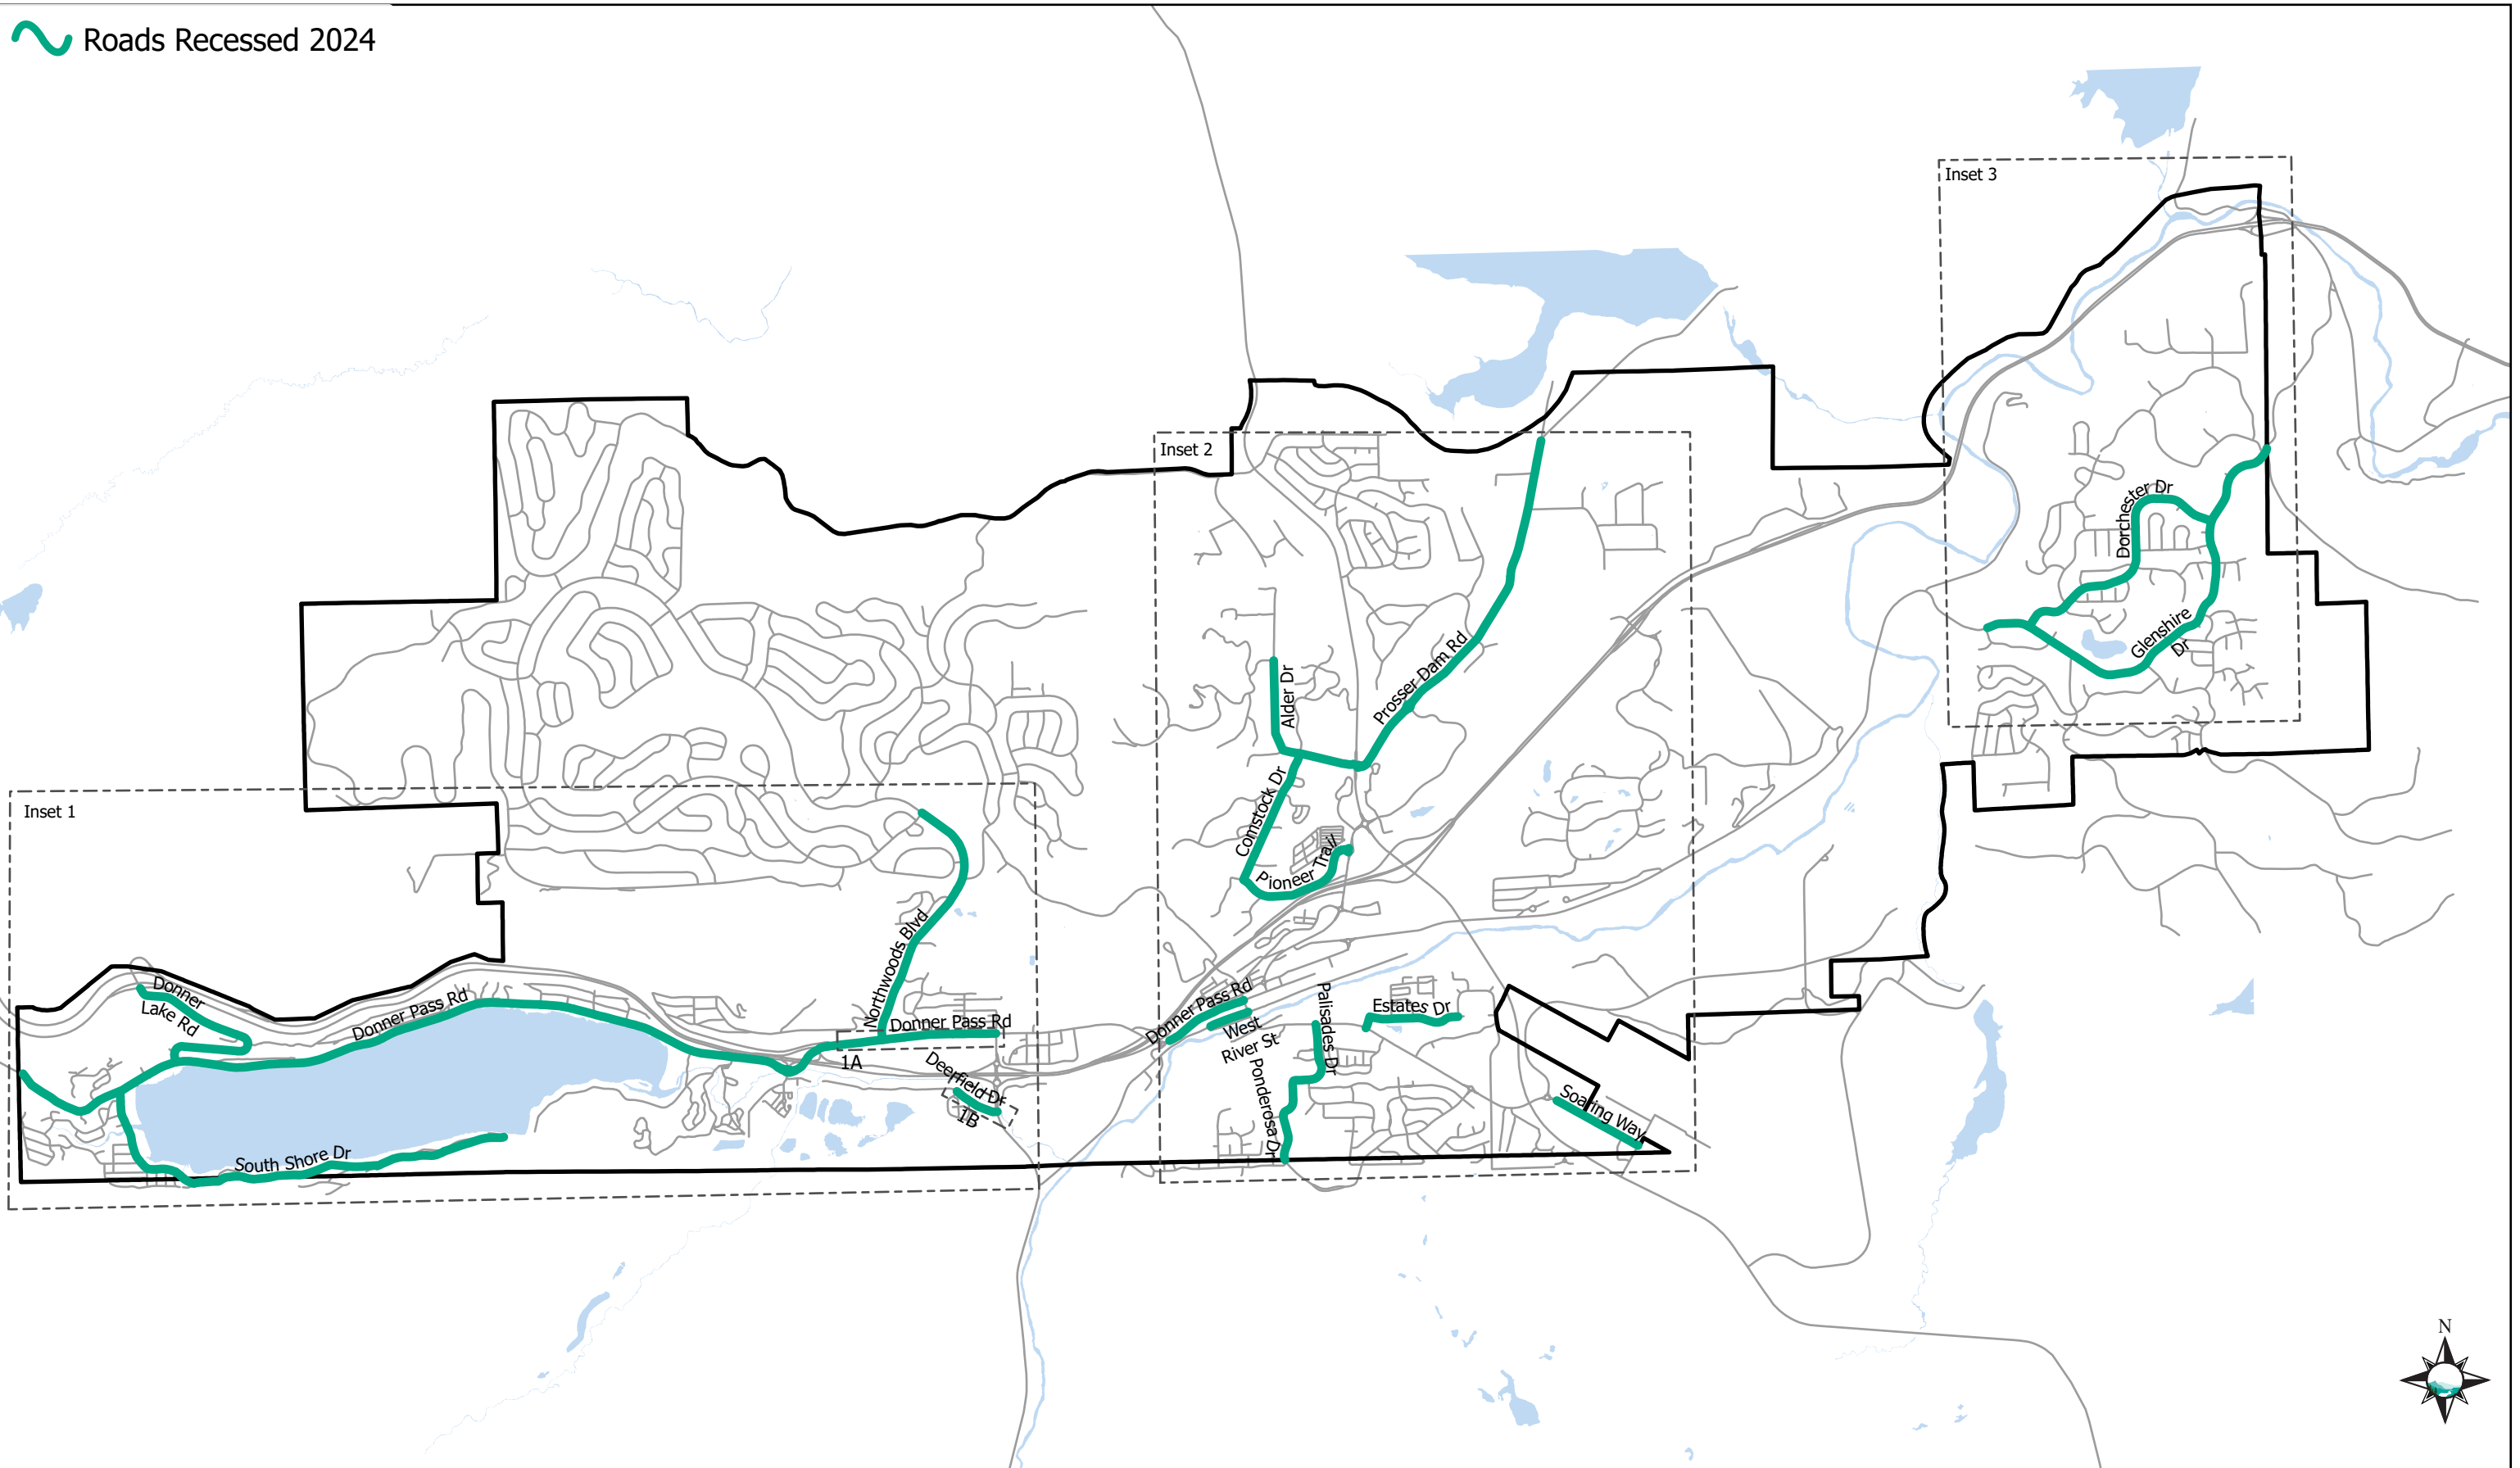 Roads Recessed 2024
Inset 3
Inset 2
Dorchester Dr
Glenshire
Dr
Prosser Dam Rd
Alder Dr
Comstock Dr
Pioneer Trail
Inset 1
Northwoods Blvd
Donner
Lake Rd
Donner Pass Rd
Donner Pass Rd
1A
Deerfield Dr
1B
South Shore Dr
Donner Pass Rd
West
River St
Palisades Dr
Ponderosa Dr
Estates Dr
Soaring Way
N